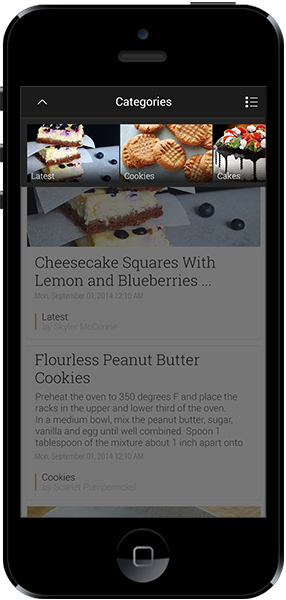 Categories
Latest
Cookies
Cakes
Cheesecake Squares With
Lemon and Blueberries ...
Mon, September 01, 2014 12:10 AM
Latest
by Skyler McCurine
Flourless Peanut Butter
Cookies
Preheat the oven to 350 degrees F and place the
racks in the upper and lower third of the oven.
In a medium bowl, mix the peanut butter, sugar,
vanilla and egg until well combined. Spoon 1
tablespoon of the mixture about 1 inch apart onto
Mon, September 01, 2014 12:10 AM
Cookies
by Scarlet Pumpernickel